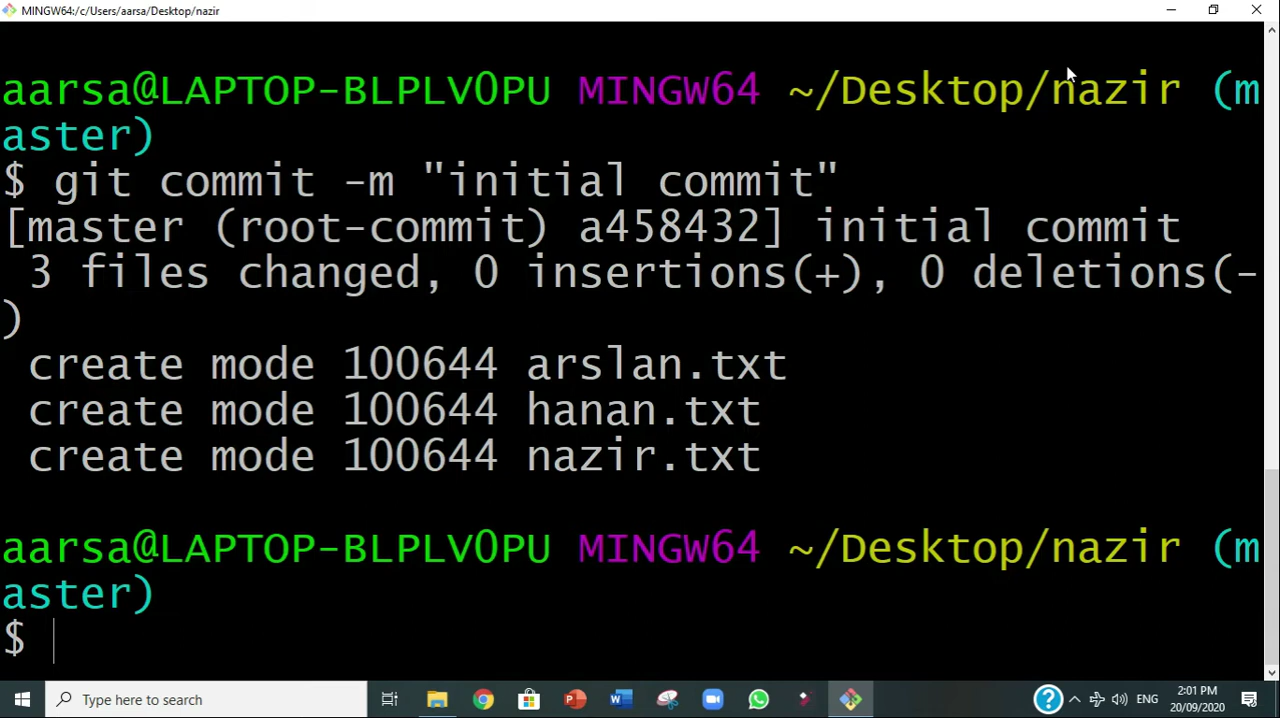 MINGW64:/c/Users/aarsa/Desktop/nazir
aarsa@LAPTOP-BLPLV0PU MINGW64 ~/Desktop/nazir (m
aster)
$ git commit -m "initial commit"
[master (root-commit) a458432] initial commit
 3 files changed, 0 insertions(+), 0 deletions(-
)
 create mode 100644 arslan.txt
 create mode 100644 hanan.txt
 create mode 100644 nazir.txt
aarsa@LAPTOP-BLPLV0PU MINGW64 ~/Desktop/nazir (m
aster)
$
Type here to search
ENG
2:01 PM
20/09/2020